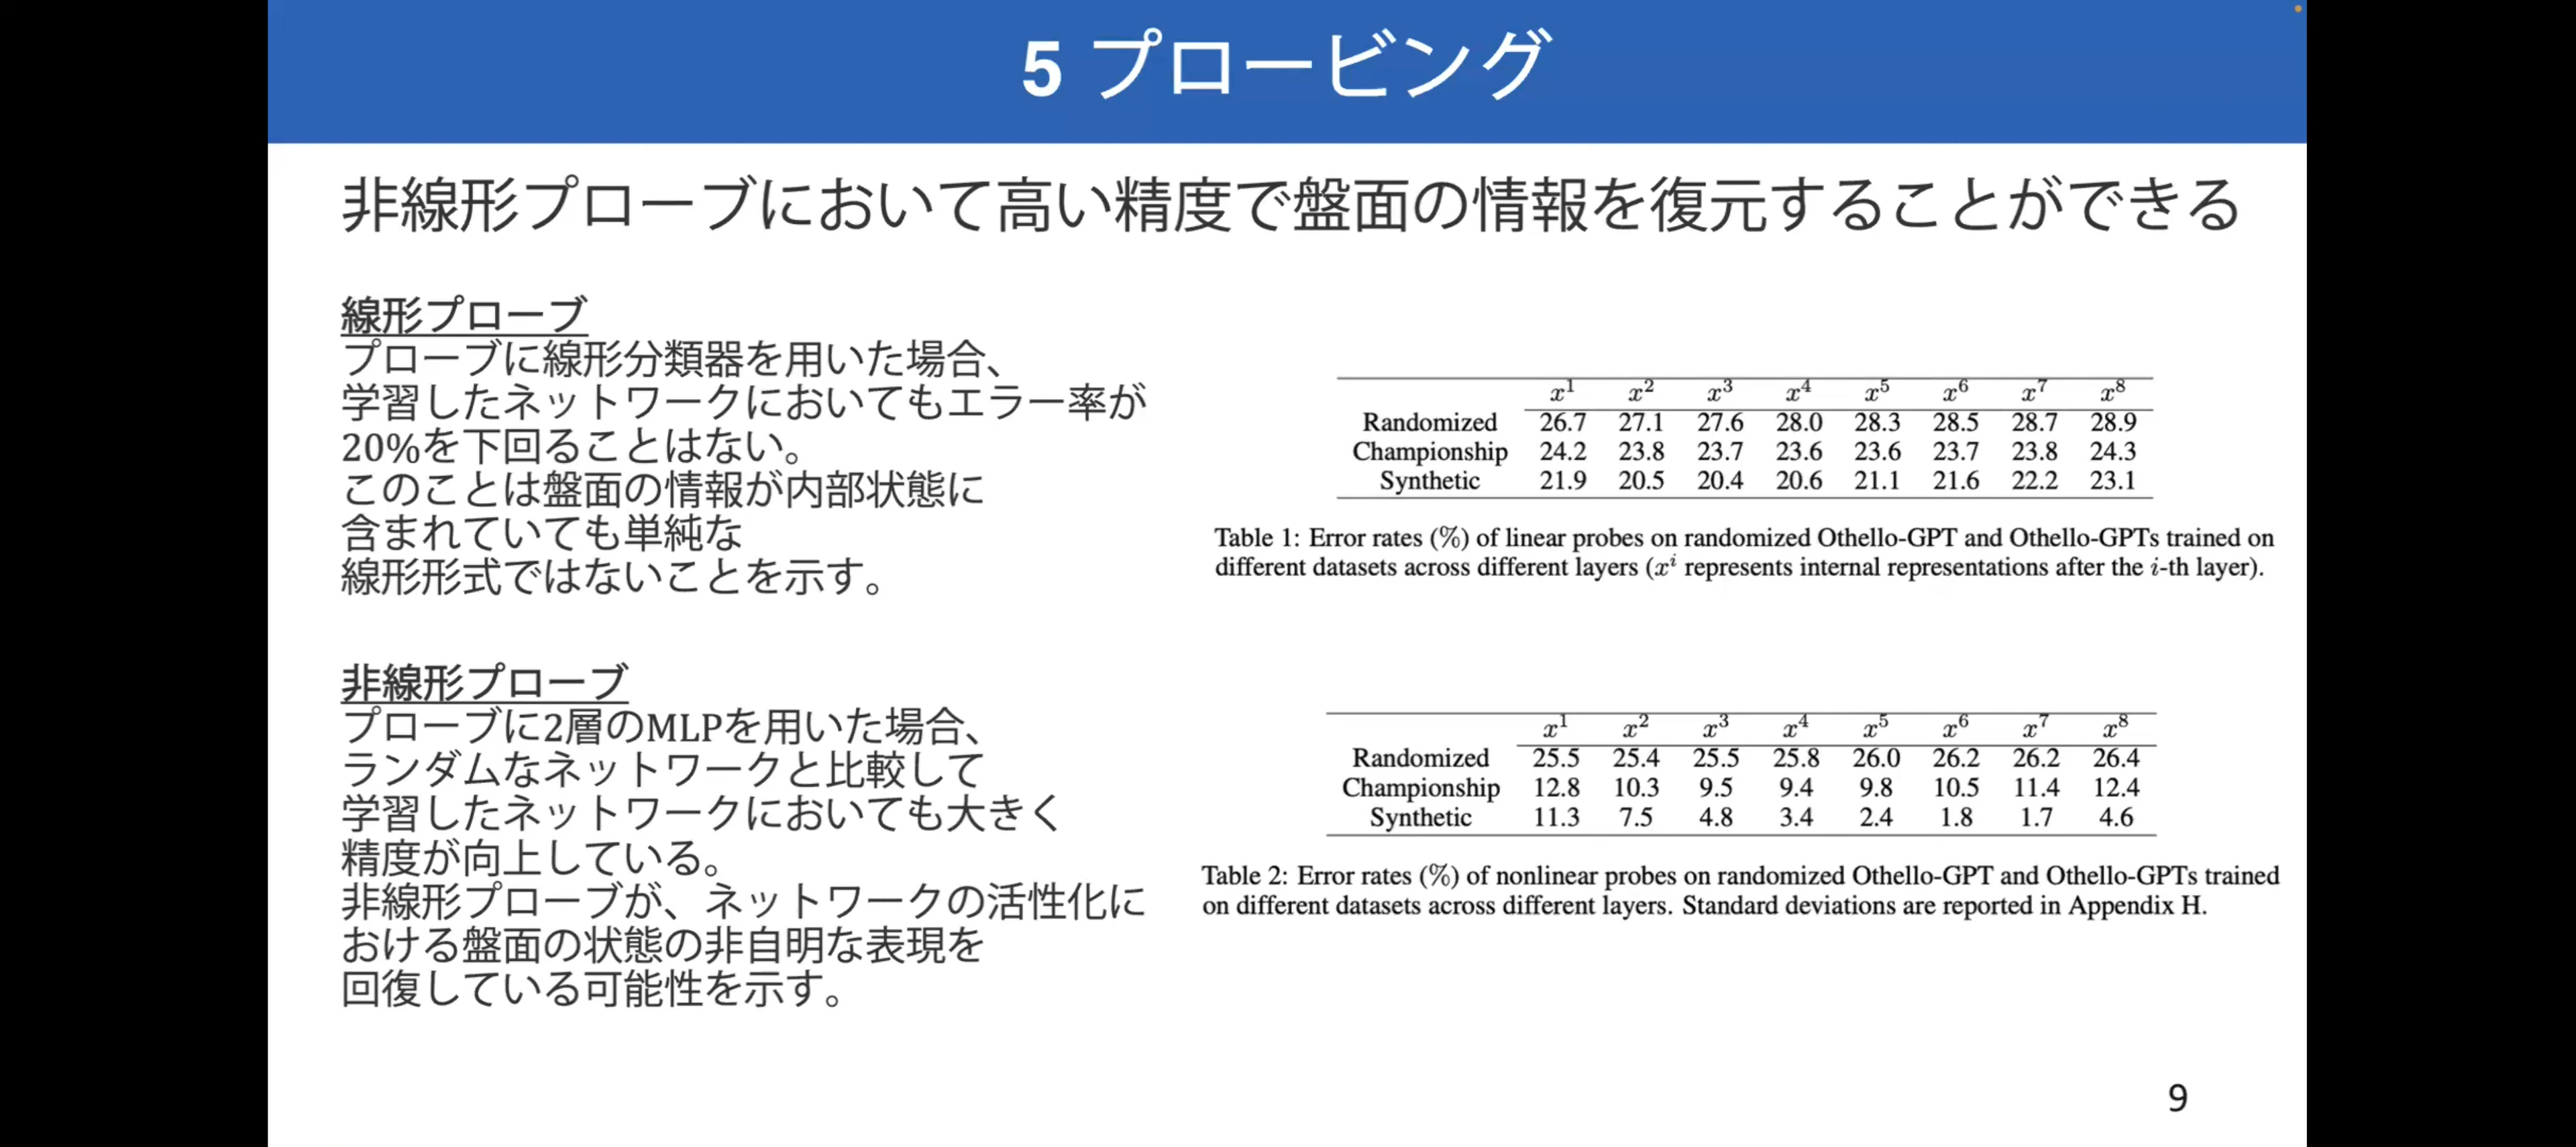 5 プロービング
非線形プローブにおいて高い精度で盤面の情報を復元することができる
線形プローブ
プローブに線形分類器を用いた場合、
学習したネットワークにおいてもエラー率が
20%を下回ることはない。
このことは盤面の情報が内部状態に
含まれていても単純な
線形形式ではないことを示す。
x¹ x² x³ x⁴ x⁵ x⁶ x⁷ x⁸
Randomized 26.7 27.1 27.6 28.0 28.3 28.5 28.7 28.9
Championship 24.2 23.8 23.7 23.6 23.6 23.7 23.8 24.3
Synthetic 21.9 20.5 20.4 20.6 21.1 21.6 22.2 23.1
Table 1: Error rates (%) of linear probes on randomized Othello-GPT and Othello-GPTs trained on
different datasets across different layers (xⁱ represents internal representations after the i-th layer).
非線形プローブ
プローブに2層のMLPを用いた場合、
ランダムなネットワークと比較して
学習したネットワークにおいても大きく
精度が向上している。
非線形プローブが、ネットワークの活性化に
おける盤面の状態の非自明な表現を
回復している可能性を示す。
x¹ x² x³ x⁴ x⁵ x⁶ x⁷ x⁸
Randomized 25.5 25.4 25.5 25.8 26.0 26.2 26.2 26.4
Championship 12.8 10.3 9.5 9.4 9.8 10.5 11.4 12.4
Synthetic 11.3 7.5 4.8 3.4 2.4 1.8 1.7 4.6
Table 2: Error rates (%) of nonlinear probes on randomized Othello-GPT and Othello-GPTs trained
on different datasets across different layers. Standard deviations are reported in Appendix H.
9